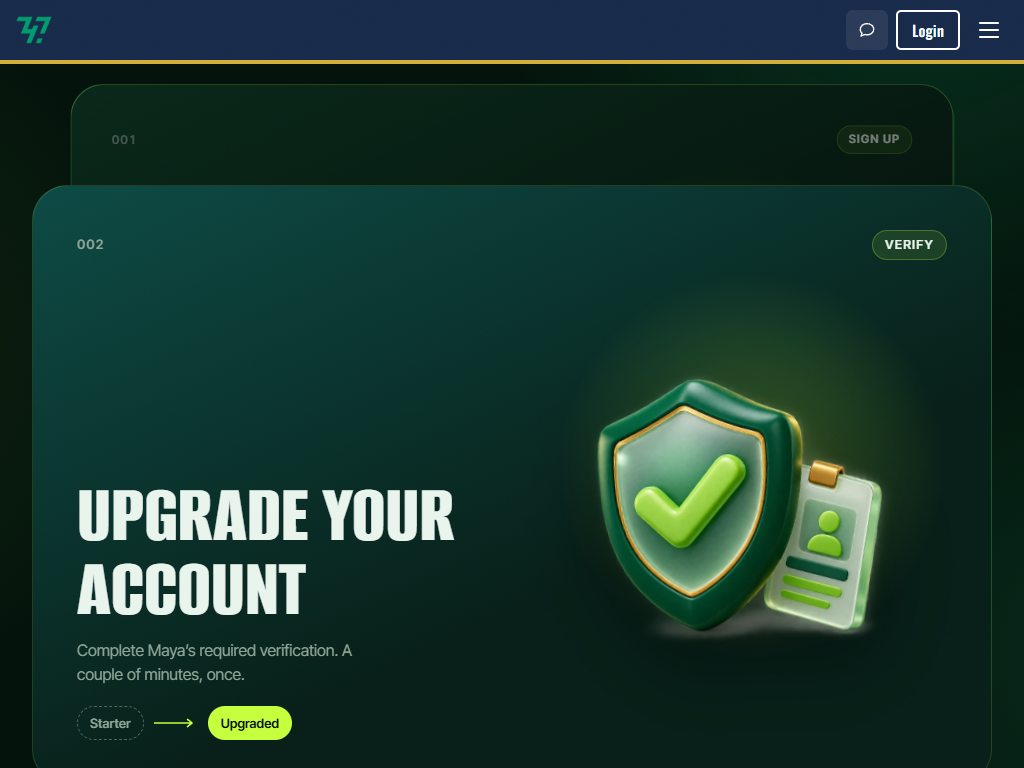 Login
001
SIGN UP
002
VERIFY
UPGRADE YOUR
ACCOUNT
Complete Maya’s required verification. A
couple of minutes, once.
Starter
Upgraded